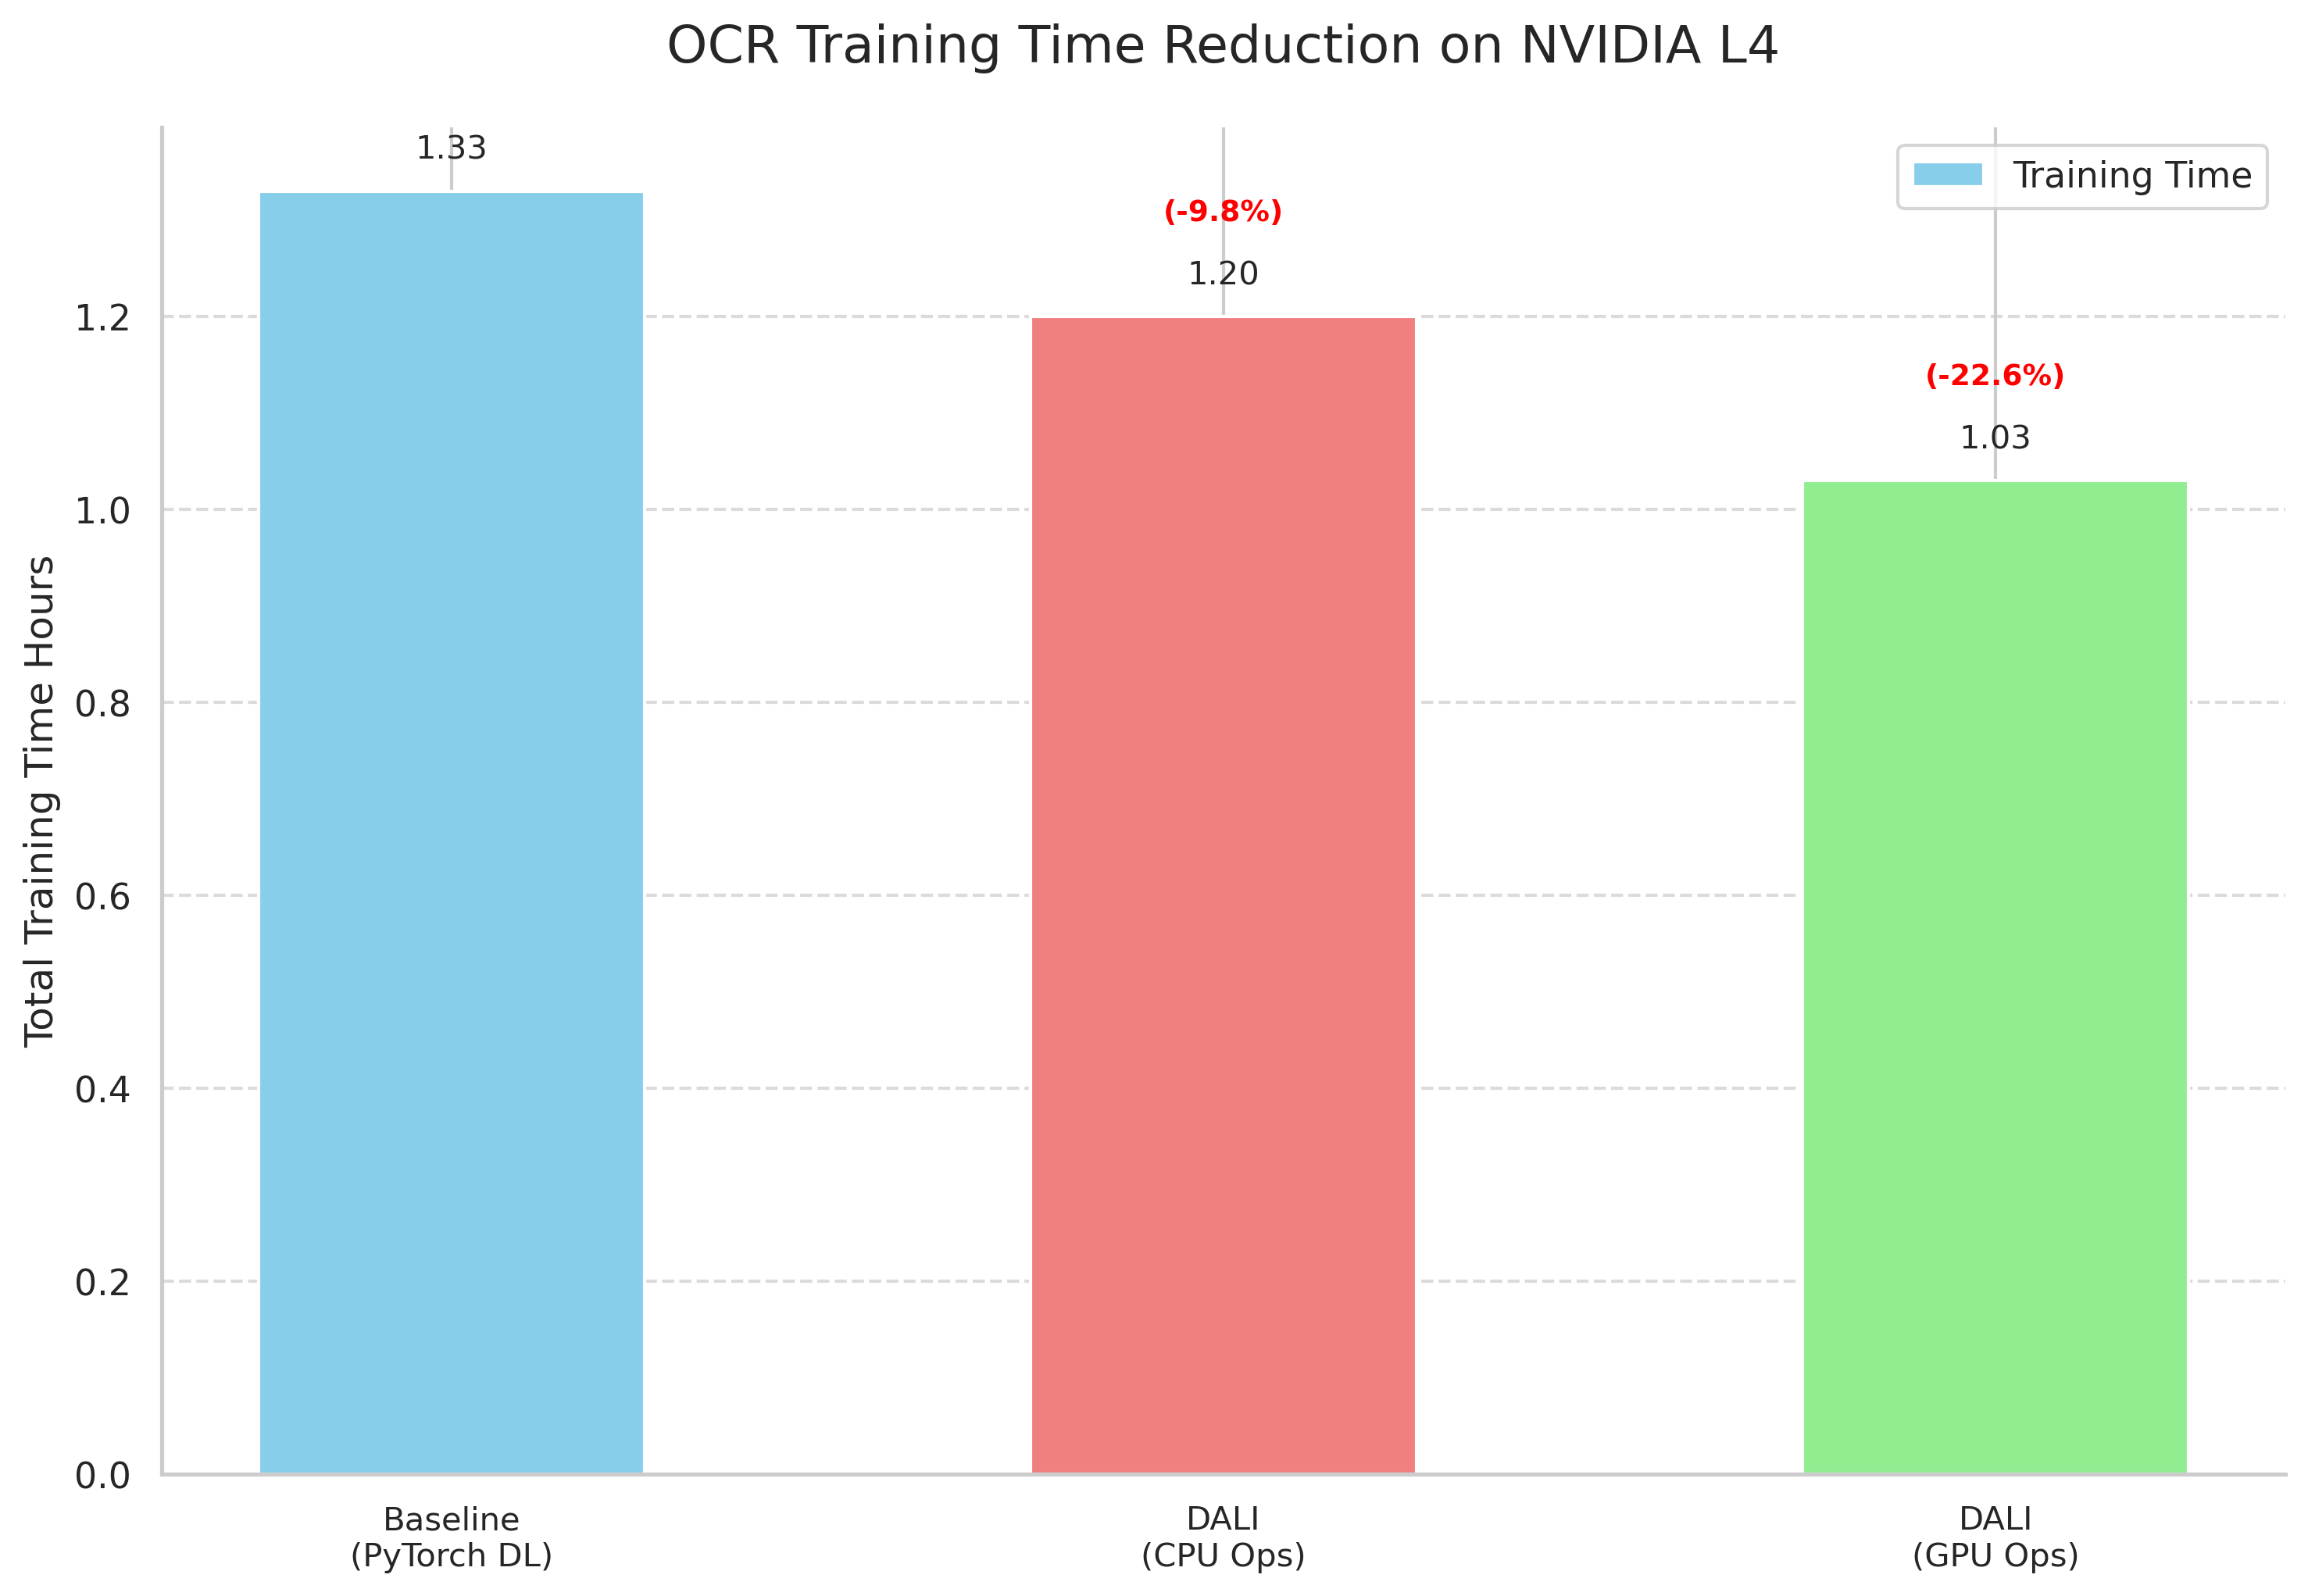 OCR Training Time Reduction on NVIDIA L4
1.33
(-9.8%)
1.20
(-22.6%)
1.03
Training Time
Total Training Time Hours
1.2
1.0
0.8
0.6
0.4
0.2
0.0
Baseline
(PyTorch DL)
DALI
(CPU Ops)
DALI
(GPU Ops)